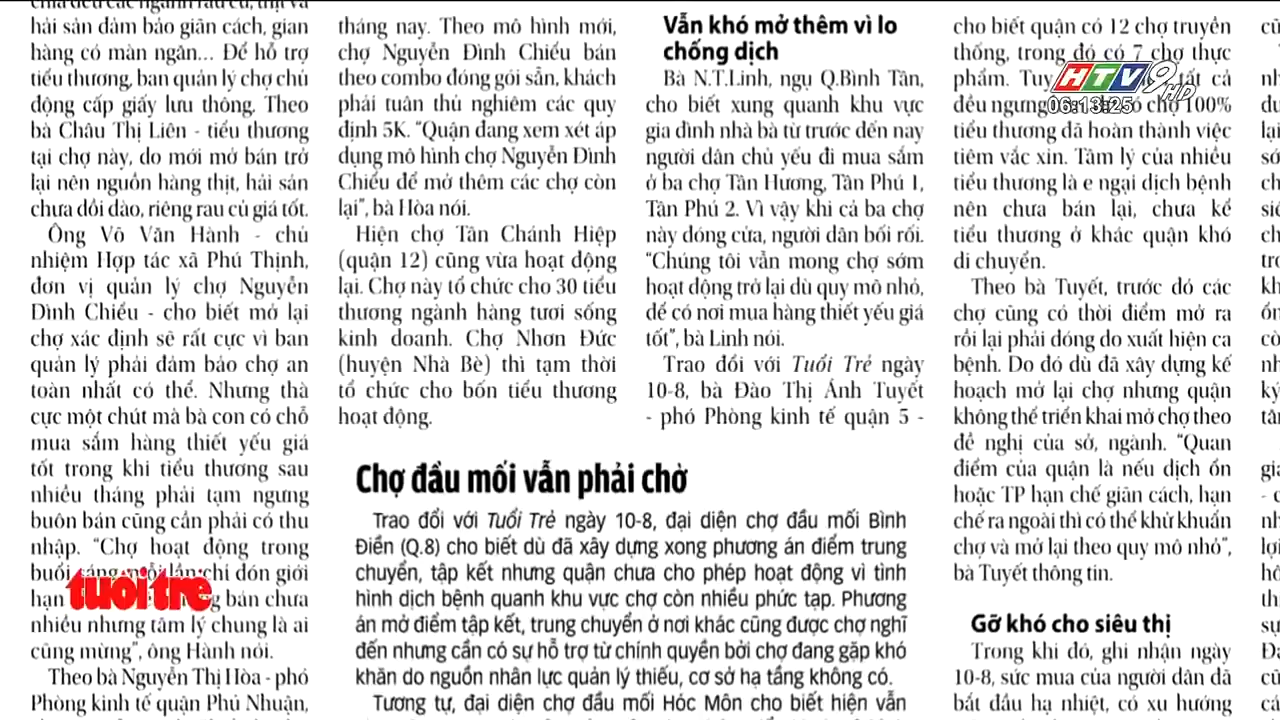 hải sản đảm bảo giãn cách, gian
hàng có màn ngăn... Để hỗ trợ
tiểu thương, ban quản lý chợ chủ
động cấp giấy lưu thông. Theo
bà Châu Thị Liên - tiểu thương
tại chợ này, do mới mở bán trở
lại nên nguồn hàng thịt, hải sản
chưa dồi dào, riêng rau củ giá tốt.
Ông Võ Văn Hành - chủ
nhiệm Hợp tác xã Phú Thịnh,
đơn vị quản lý chợ Nguyễn
Đình Chiểu - cho biết mở lại
chợ xác định sẽ rất cực vì ban
quản lý phải đảm bảo chợ an
toàn nhất có thể. Nhưng thà
cực một chút mà bà con có chỗ
mua sắm hàng thiết yếu giá
tốt trong khi tiểu thương sau
nhiều tháng phải tạm ngưng
buôn bán cũng cần phải có thu
nhập. “Chợ hoạt động trong
buổi sáng, mỗi lần chỉ đón giới
hạn
bán chưa
nhiều nhưng tâm lý chung là ai
cũng mừng”, ông Hành nói.
Theo bà Nguyễn Thị Hòa - phó
Phòng kinh tế quận Phú Nhuận,
tuổi trẻ
tháng nay. Theo mô hình mới,
chợ Nguyễn Đình Chiểu bán
theo combo đóng gói sẵn, khách
phải tuân thủ nghiêm các quy
định 5K. “Quận đang xem xét áp
dụng mô hình chợ Nguyễn Đình
Chiểu để mở thêm các chợ còn
lại”, bà Hòa nói.
Hiện chợ Tân Chánh Hiệp
(quận 12) cũng vừa hoạt động
lại. Chợ này tổ chức cho 30 tiểu
thương ngành hàng tươi sống
kinh doanh. Chợ Nhơn Đức
(huyện Nhà Bè) thì tạm thời
tổ chức cho bốn tiểu thương
hoạt động.
Vẫn khó mở thêm vì lo
chống dịch
Bà N.T.Linh, ngụ Q.Bình Tân,
cho biết xung quanh khu vực
gia đình nhà bà từ trước đến nay
người dân chủ yếu đi mua sắm
ở ba chợ Tân Hương, Tân Phú 1,
Tân Phú 2. Vì vậy khi cả ba chợ
này đóng cửa, người dân bối rối.
“Chúng tôi vẫn mong chợ sớm
hoạt động trở lại dù quy mô nhỏ,
để có nơi mua hàng thiết yếu giá
tốt”, bà Linh nói.
Trao đổi với Tuổi Trẻ ngày
10-8, bà Đào Thị Ánh Tuyết
- phó Phòng kinh tế quận 5 -
Chợ đầu mối vẫn phải chờ
Trao đổi với Tuổi Trẻ ngày 10-8, đại diện chợ đầu mối Bình
Điền (Q.8) cho biết dù đã xây dựng xong phương án điểm trung
chuyển, tập kết nhưng quận chưa cho phép hoạt động vì tình
hình dịch bệnh quanh khu vực chợ còn nhiều phức tạp. Phương
án mở điểm tập kết, trung chuyển ở nơi khác cũng được chợ nghĩ
đến nhưng cần có sự hỗ trợ từ chính quyền bởi chợ đang gặp khó
khăn do nguồn nhân lực quản lý thiếu, cơ sở hạ tầng không có.
Tương tự, đại diện chợ đầu mối Hóc Môn cho biết hiện vẫn
cho biết quận có 12 chợ truyền
thống, trong đó có 7 chợ thực
phẩm. Tuy tất cả
đều ngưng có chợ 100%
tiểu thương đã hoàn thành việc
tiêm vắc xin. Tâm lý của nhiều
tiểu thương là e ngại dịch bệnh
nên chưa bán lại, chưa kể
tiểu thương ở khác quận khó
di chuyển.
Theo bà Tuyết, trước đó các
chợ cũng có thời điểm mở ra
rồi lại phải đóng do xuất hiện ca
bệnh. Do đó dù đã xây dựng kế
hoạch mở lại chợ nhưng quận
không thể triển khai mở chợ theo
đề nghị của sở, ngành. “Quan
điểm của quận là nếu dịch ổn
hoặc TP hạn chế giãn cách, hạn
chế ra ngoài thì có thể khử khuẩn
chợ và mở lại theo quy mô nhỏ”,
bà Tuyết thông tin.
Gỡ khó cho siêu thị
Trong khi đó, ghi nhận ngày
10-8, sức mua của người dân đã
bắt đầu hạ nhiệt, có xu hướng
HTV9 HD
06:13:25